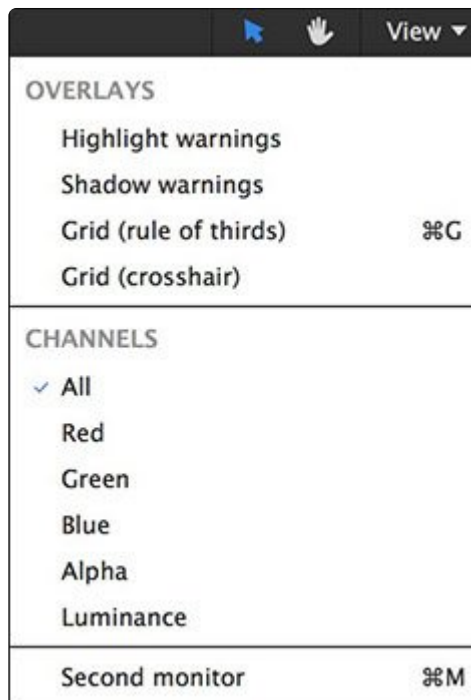 View ▼
OVERLAYS
Highlight warnings
Shadow warnings
Grid (rule of thirds) ⌘G
Grid (crosshair)
CHANNELS
✓ All
Red
Green
Blue
Alpha
Luminance
Second monitor ⌘M